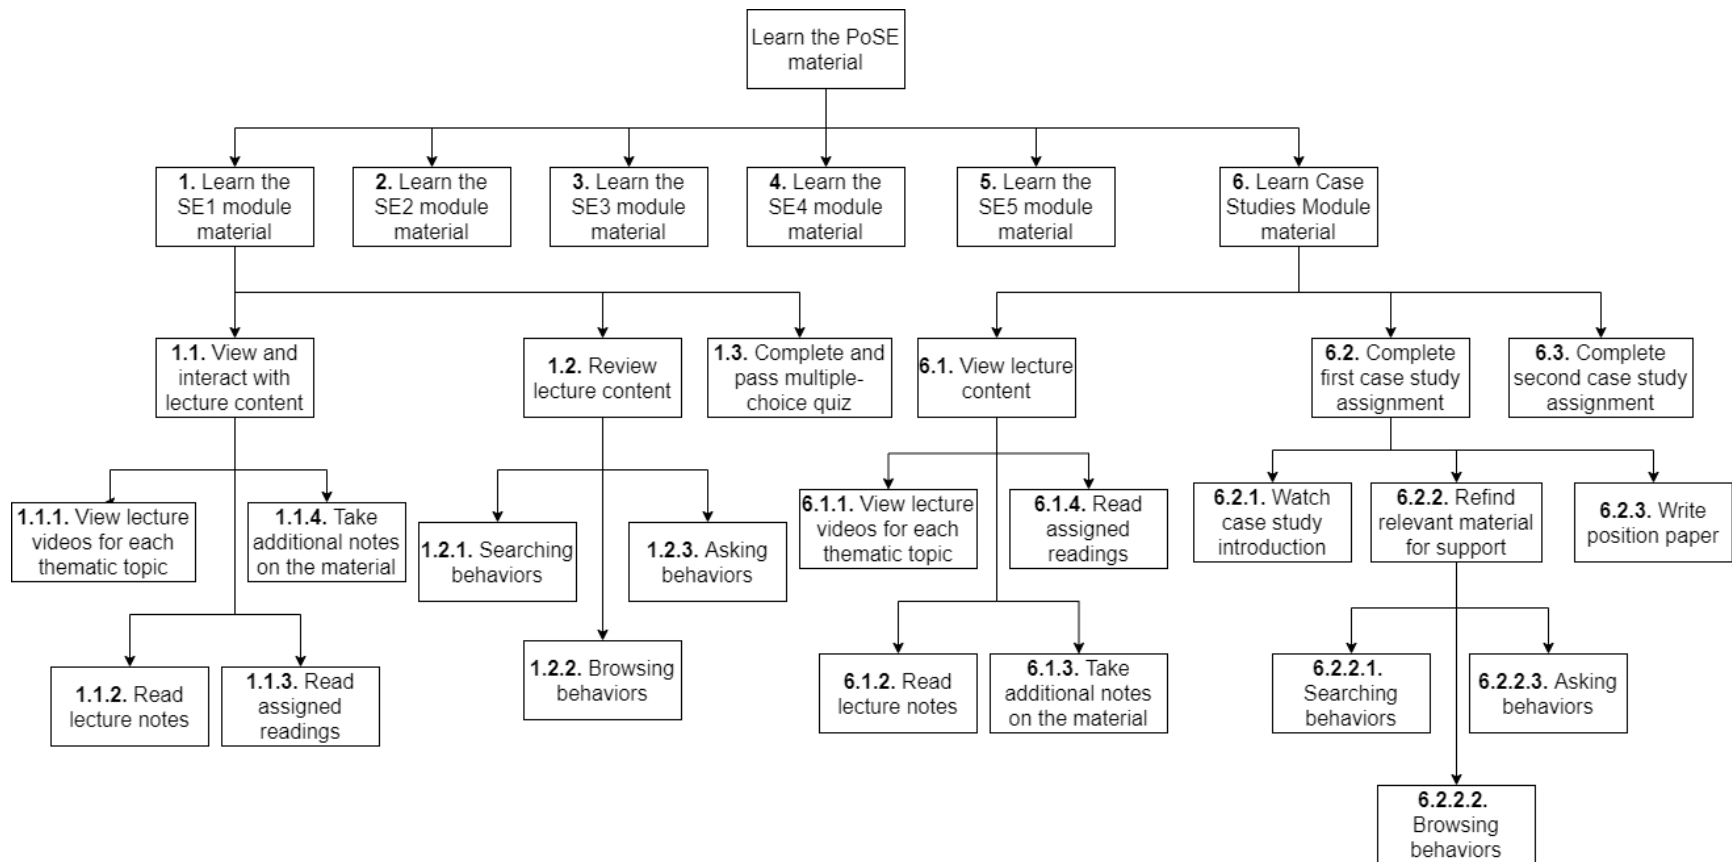 Learn the PoSE
material
1. Learn the
SE1 module
material
2. Learn the
SE2 module
material
3. Learn the
SE3 module
material
4. Learn the
SE4 module
material
5. Learn the
SE5 module
material
6. Learn Case
Studies Module
material
1.1. View and
interact with
lecture content
1.2. Review
lecture content
1.3. Complete and
pass multiple-
choice quiz
6.1. View lecture
content
6.2. Complete
first case study
assignment
6.3. Complete
second case study
assignment
1.1.1. View lecture
videos for each
thematic topic
1.1.4. Take
additional notes
on the material
1.2.1. Searching
behaviors
1.2.3. Asking
behaviors
6.1.1. View lecture
videos for each
thematic topic
6.1.4. Read
assigned
readings
6.2.1. Watch
case study
introduction
6.2.2. Refind
relevant material
for support
6.2.3. Write
position paper
1.1.2. Read
lecture notes
1.1.3. Read
assigned
readings
1.2.2. Browsing
behaviors
6.1.2. Read
lecture notes
6.1.3. Take
additional notes
on the material
6.2.2.1.
Searching
behaviors
6.2.2.3. Asking
behaviors
6.2.2.2.
Browsing
behaviors